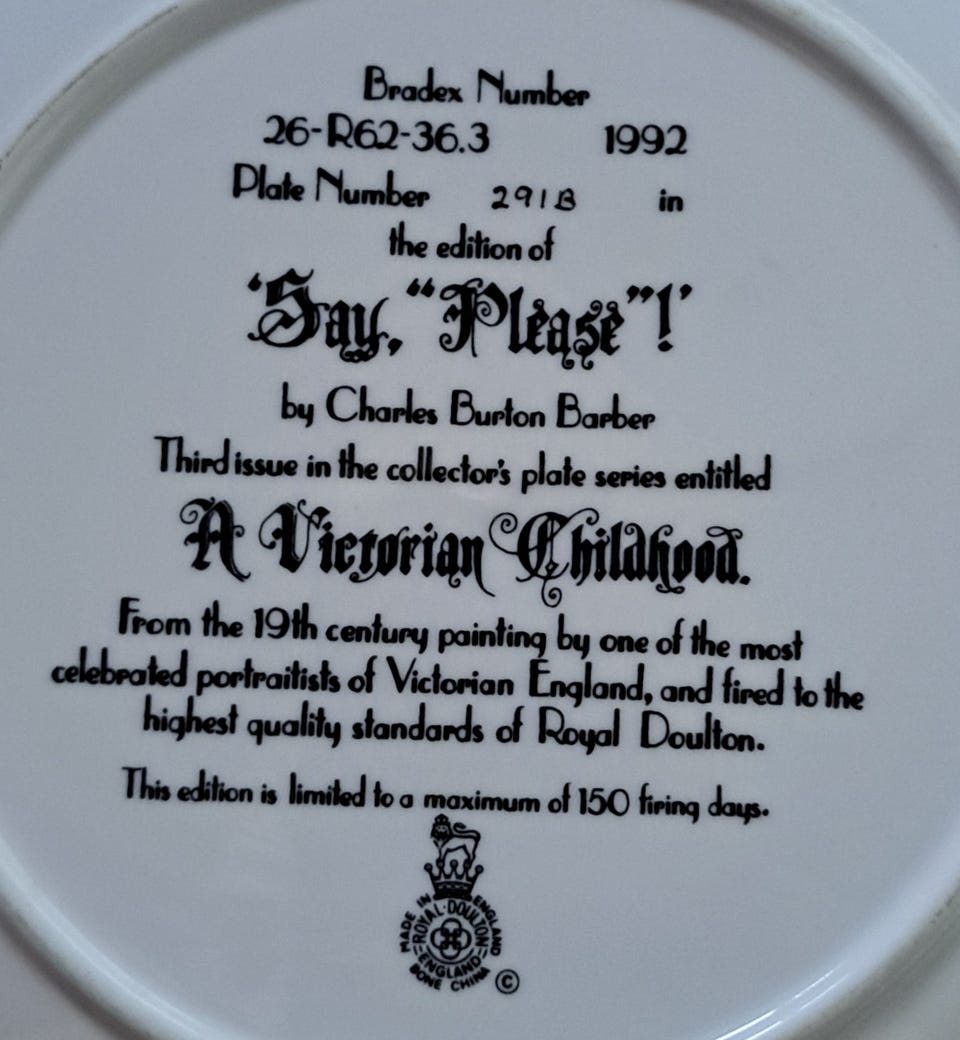 Bradex Number
26-R62-36.3 1992
Plate Number 291B in
the edition of
‘Say, “Please”!’
by Charles Burton Barber
Third issue in the collector's plate series entitled
A Victorian Childhood.
From the 19th century painting by one of the most
celebrated portraitists of Victorian England, and fired to the
highest quality standards of Royal Doulton.
This edition is limited to a maximum of 150 firing days.
MADE IN ENGLAND
ROYAL·DOULTON
ENGLAND
BONE CHINA
©